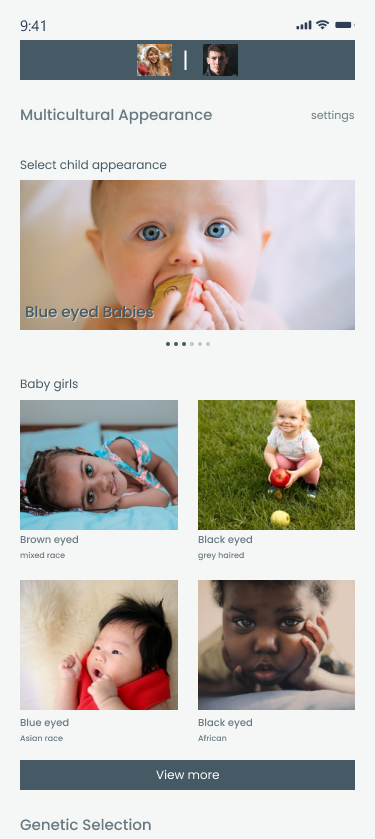 9:41
Multicultural Appearance
settings
Select child appearance
Blue eyed Babies
Baby girls
Brown eyed
mixed race
Black eyed
grey haired
Blue eyed
Asian race
Black eyed
African
View more
Genetic Selection